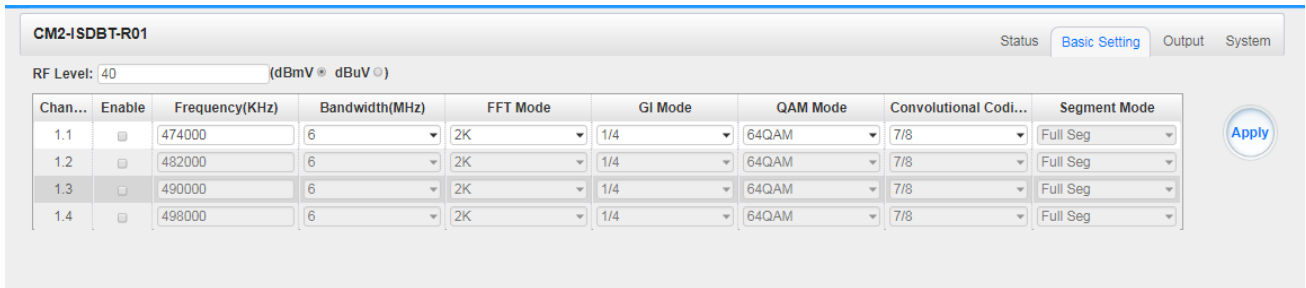 CM2-ISDBT-R01
Status Basic Setting Output System
RF Level: 40 (dBmV dBuV )
Chan... Enable Frequency(KHz) Bandwidth(MHz) FFT Mode GI Mode QAM Mode Convolutional Codi... Segment Mode
1.1 474000 6 2K 1/4 64QAM 7/8 Full Seg
Apply
1.2 482000 6 2K 1/4 64QAM 7/8 Full Seg
1.3 490000 6 2K 1/4 64QAM 7/8 Full Seg
1.4 498000 6 2K 1/4 64QAM 7/8 Full Seg